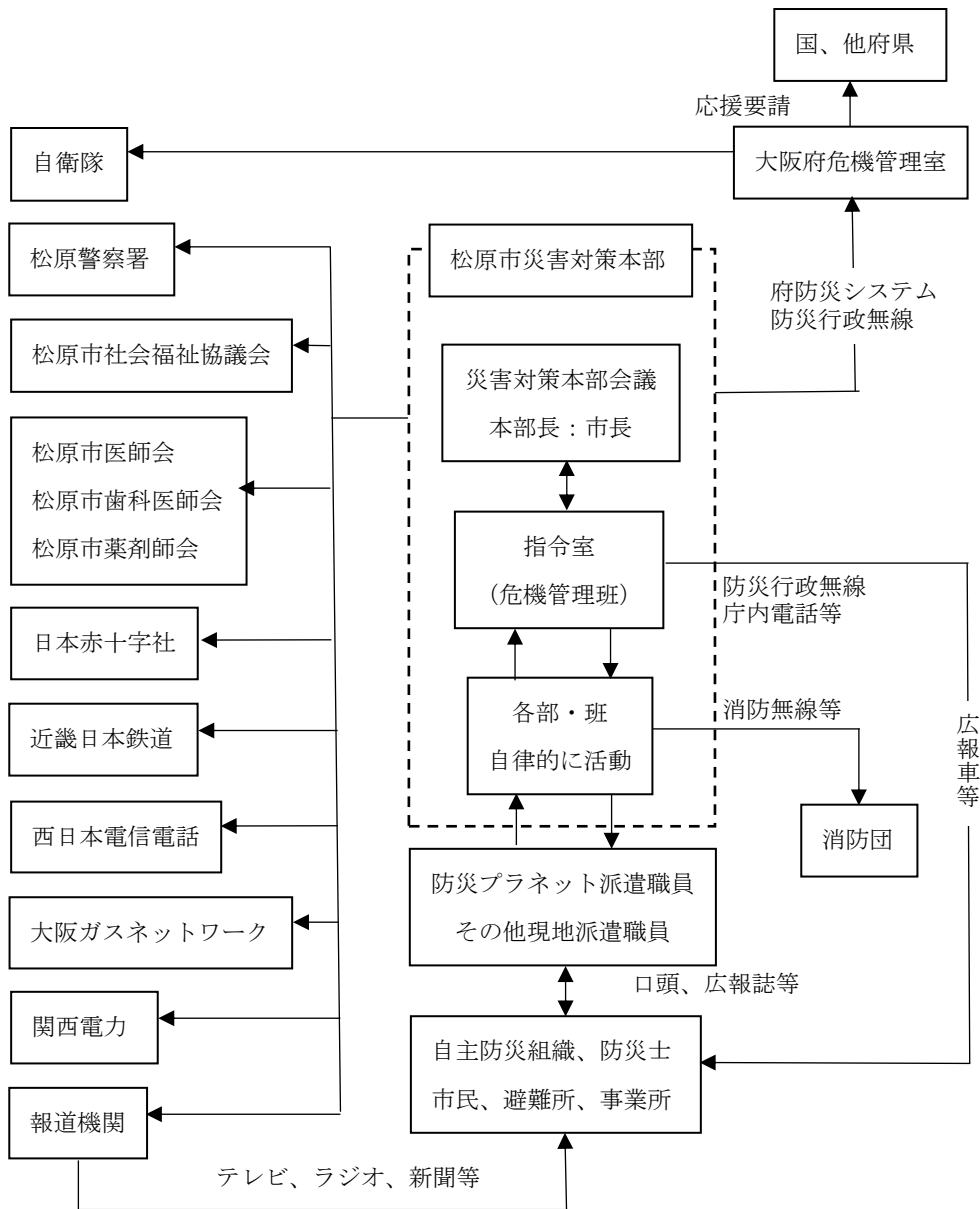 国、他府県
応援要請
自衛隊
大阪府危機管理室
松原警察署
松原市災害対策本部
府防災システム
防災行政無線
松原市社会福祉協議会
災害対策本部会議
本部長：市長
松原市医師会
松原市歯科医師会
松原市薬剤師会
指令室
（危機管理班）
防災行政無線
庁内電話等
日本赤十字社
各部・班
自律的に活動
消防無線等
広報車等
近畿日本鉄道
西日本電信電話
消防団
防災プラネット派遣職員
その他現地派遣職員
大阪ガスネットワーク
口頭、広報誌等
関西電力
自主防災組織、防災士
市民、避難所、事業所
報道機関
テレビ、ラジオ、新聞等